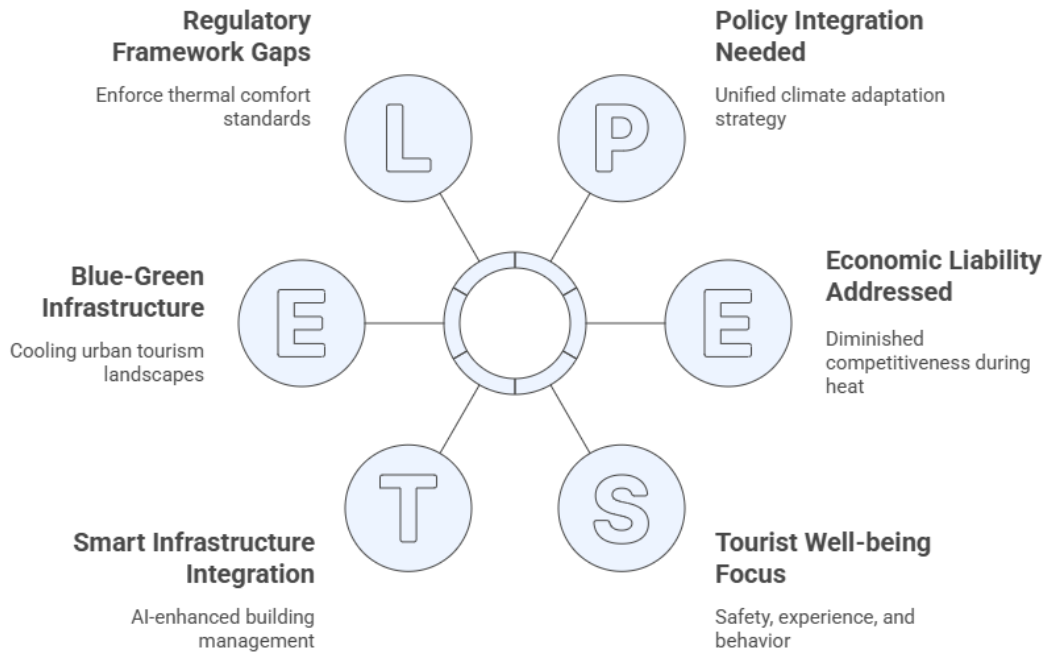 Regulatory
Framework Gaps
Enforce thermal comfort
standards
L
P
Policy Integration
Needed
Unified climate adaptation
strategy
Blue-Green
Infrastructure
Cooling urban tourism
landscapes
E
E
Economic Liability
Addressed
Diminished
competitiveness during
heat
Smart Infrastructure
Integration
AI-enhanced building
management
T
S
Tourist Well-being
Focus
Safety, experience, and
behavior